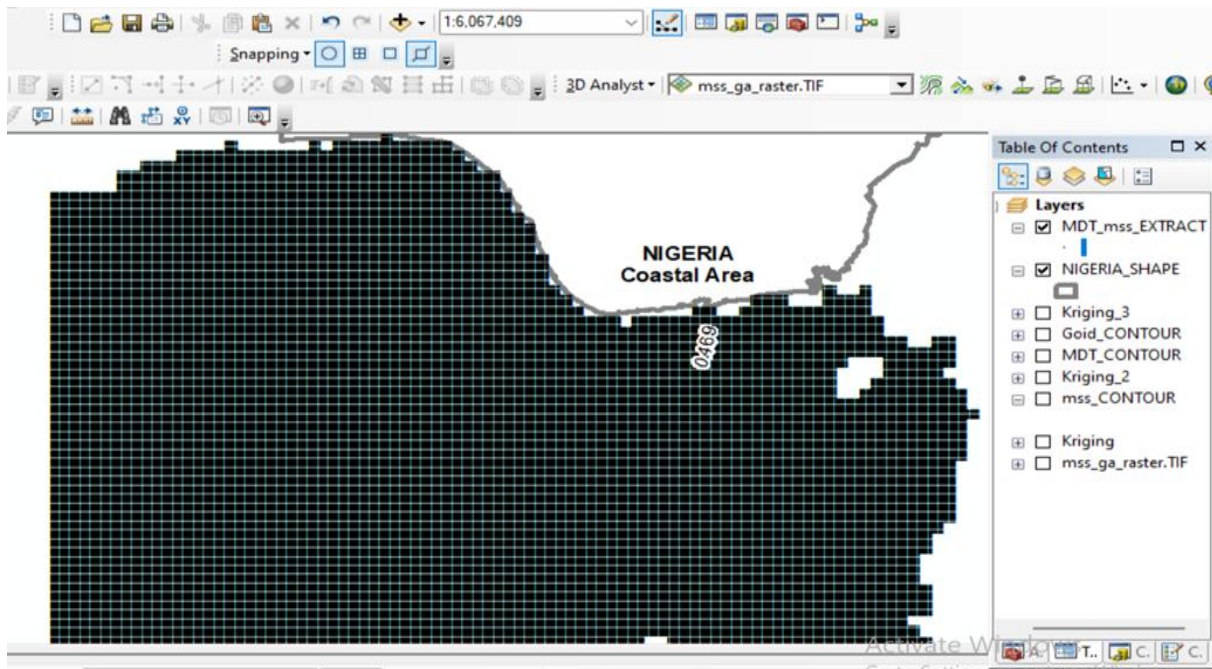 1:6,067,409
Snapping
3D Analyst
mss_ga_raster.TIF
XY
Table Of Contents
Layers
MDT_mss_EXTRACT
NIGERIA_SHAPE
Kriging_3
Goid_CONTOUR
MDT_CONTOUR
Kriging_2
mss_CONTOUR
Kriging
mss_ga_raster.TIF
NIGERIA
Coastal Area
0469
Activate
A..
T..
C..
C..